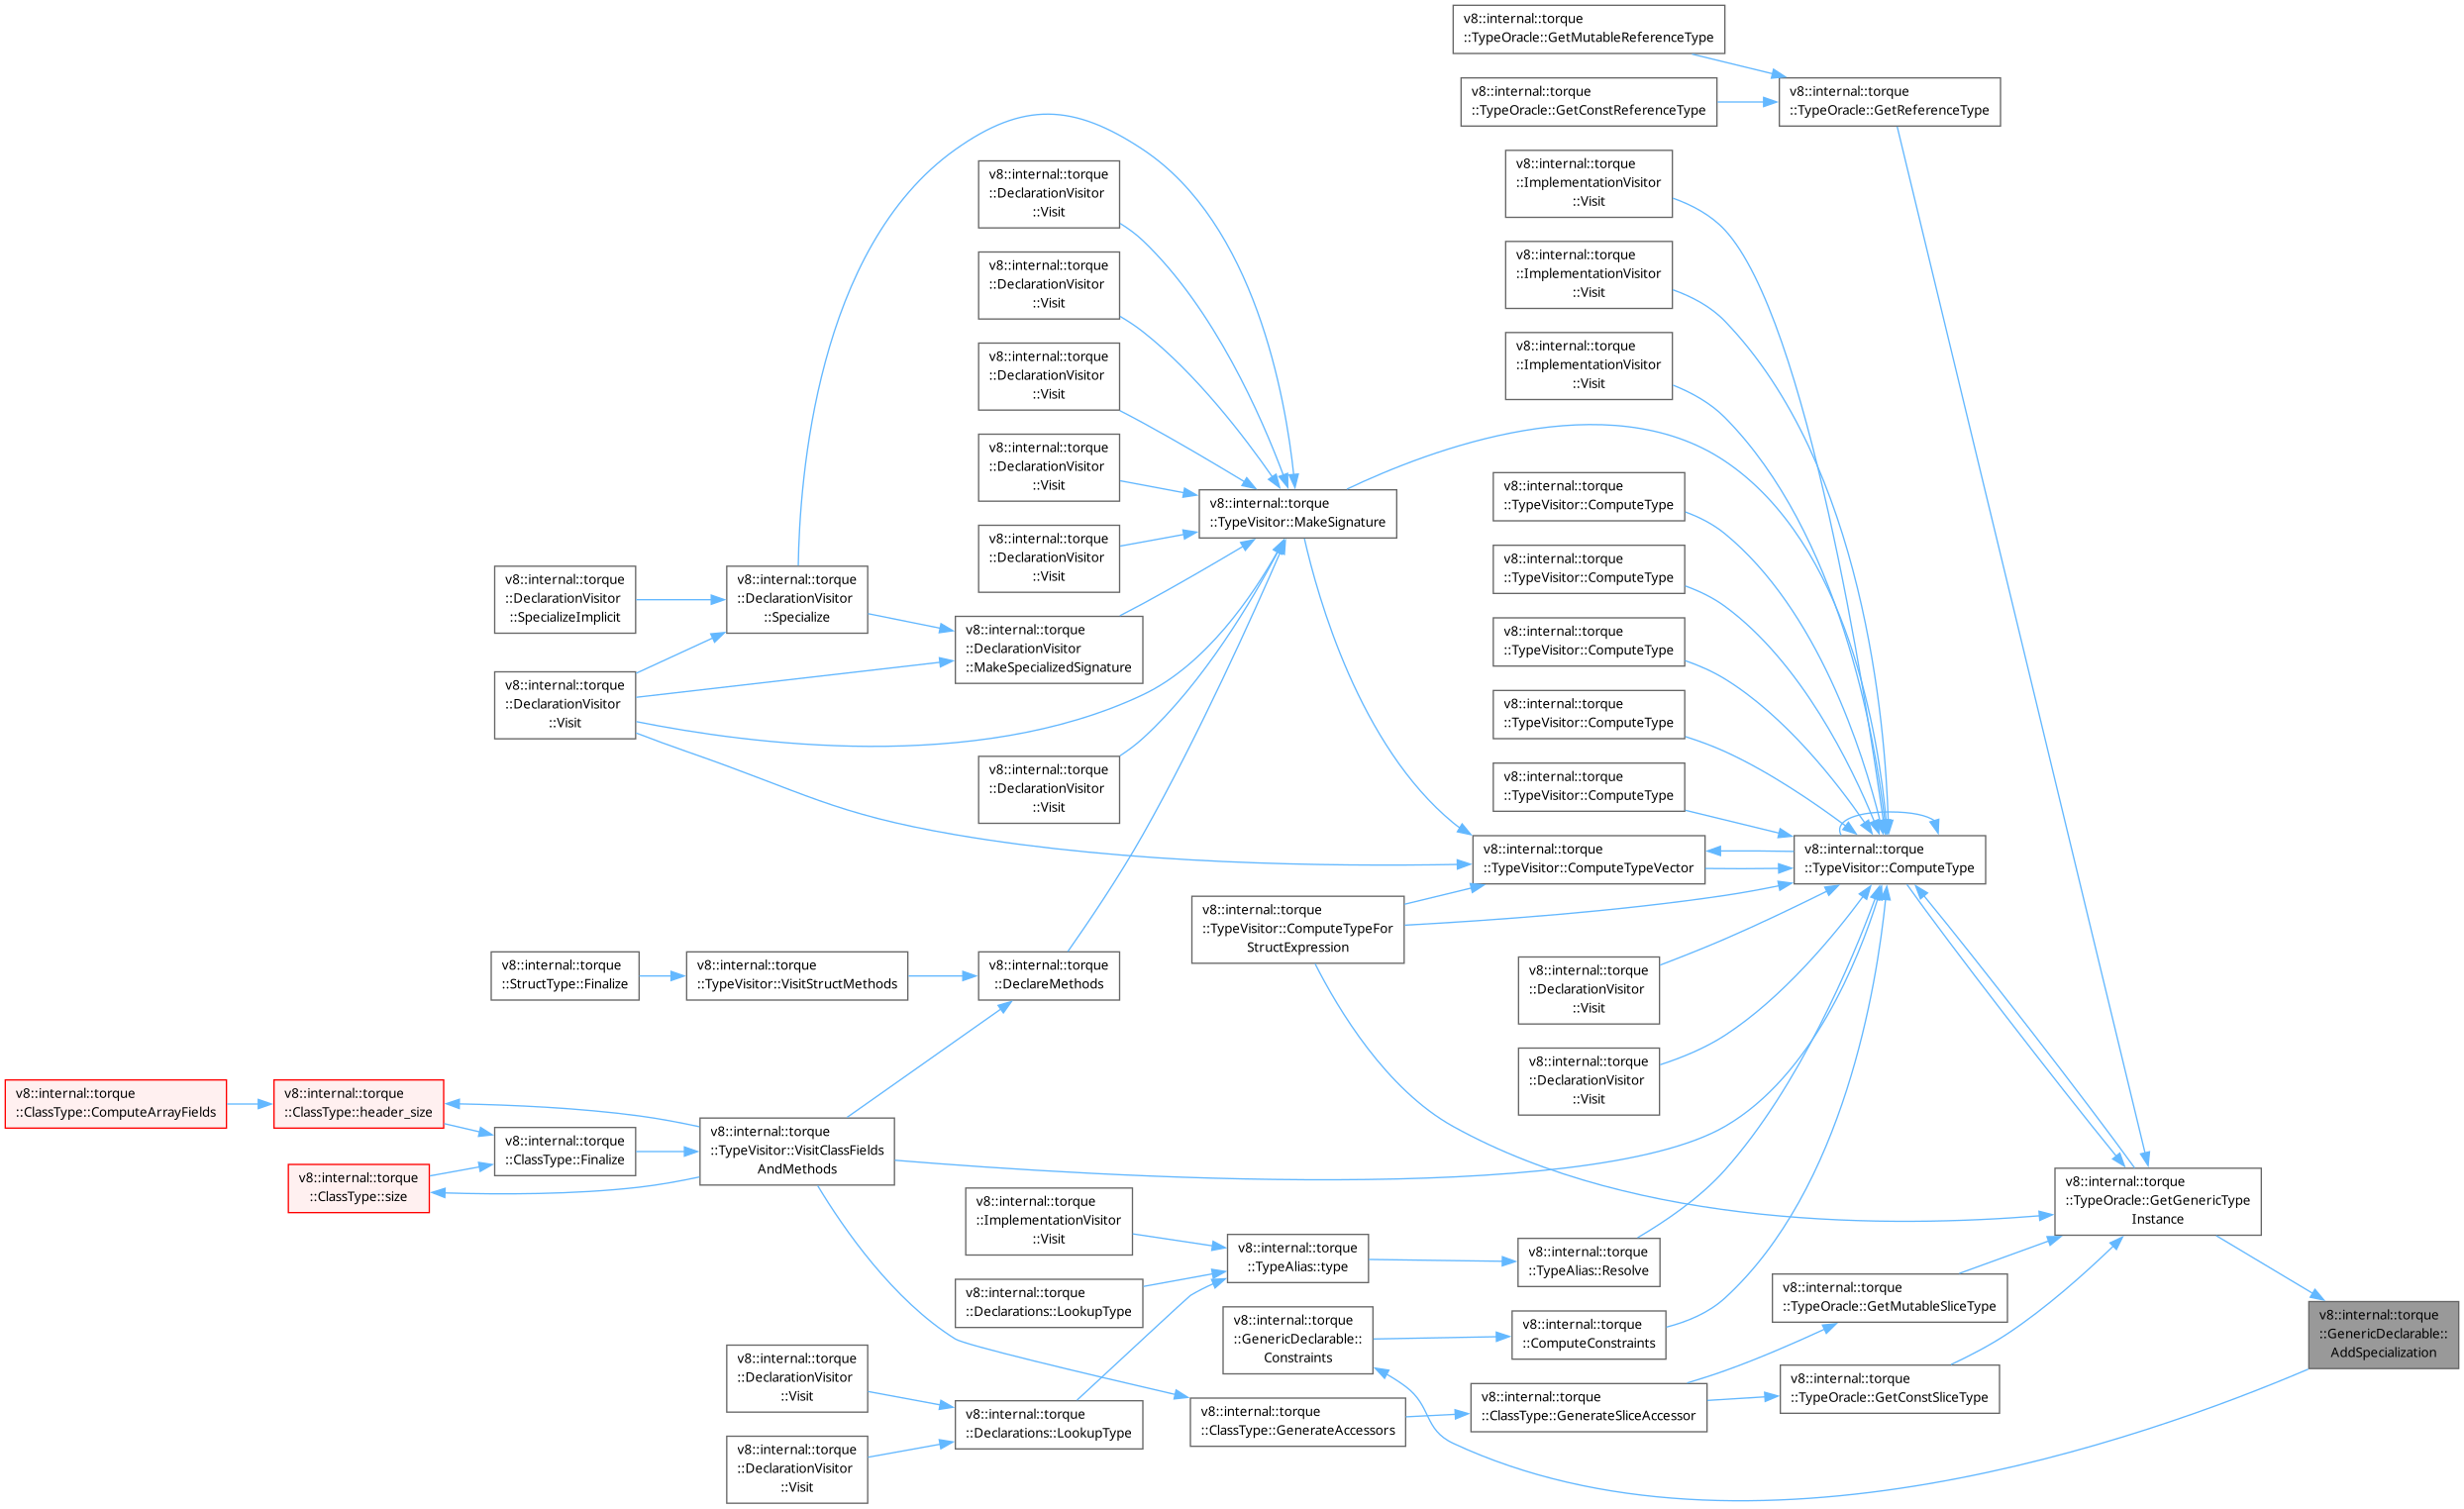 v8::internal::torque
::TypeOracle::GetMutableReferenceType
v8::internal::torque
::TypeOracle::GetConstReferenceType
v8::internal::torque
::TypeOracle::GetReferenceType
v8::internal::torque
::ImplementationVisitor
::Visit
v8::internal::torque
::ImplementationVisitor
::Visit
v8::internal::torque
::ImplementationVisitor
::Visit
v8::internal::torque
::DeclarationVisitor
::Visit
v8::internal::torque
::DeclarationVisitor
::Visit
v8::internal::torque
::DeclarationVisitor
::Visit
v8::internal::torque
::DeclarationVisitor
::Visit
v8::internal::torque
::DeclarationVisitor
::Visit
v8::internal::torque
::TypeVisitor::MakeSignature
v8::internal::torque
::TypeVisitor::ComputeType
v8::internal::torque
::TypeVisitor::ComputeType
v8::internal::torque
::TypeVisitor::ComputeType
v8::internal::torque
::TypeVisitor::ComputeType
v8::internal::torque
::TypeVisitor::ComputeType
v8::internal::torque
::DeclarationVisitor
::SpecializeImplicit
v8::internal::torque
::DeclarationVisitor
::Specialize
v8::internal::torque
::DeclarationVisitor
::MakeSpecializedSignature
v8::internal::torque
::DeclarationVisitor
::Visit
v8::internal::torque
::DeclarationVisitor
::Visit
v8::internal::torque
::TypeVisitor::ComputeTypeVector
v8::internal::torque
::TypeVisitor::ComputeType
v8::internal::torque
::TypeVisitor::ComputeTypeFor
StructExpression
v8::internal::torque
::StructType::Finalize
v8::internal::torque
::TypeVisitor::VisitStructMethods
v8::internal::torque
::DeclareMethods
v8::internal::torque
::DeclarationVisitor
::Visit
v8::internal::torque
::DeclarationVisitor
::Visit
v8::internal::torque
::ClassType::ComputeArrayFields
v8::internal::torque
::ClassType::header_size
v8::internal::torque
::ClassType::Finalize
v8::internal::torque
::ClassType::size
v8::internal::torque
::TypeVisitor::VisitClassFields
AndMethods
v8::internal::torque
::TypeOracle::GetGenericType
Instance
v8::internal::torque
::ImplementationVisitor
::Visit
v8::internal::torque
::TypeAlias::type
v8::internal::torque
::TypeAlias::Resolve
v8::internal::torque
::Declarations::LookupType
v8::internal::torque
::TypeOracle::GetMutableSliceType
v8::internal::torque
::GenericDeclarable::
Constraints
v8::internal::torque
::ComputeConstraints
v8::internal::torque
::GenericDeclarable::
AddSpecialization
v8::internal::torque
::DeclarationVisitor
::Visit
v8::internal::torque
::TypeOracle::GetConstSliceType
v8::internal::torque
::Declarations::LookupType
v8::internal::torque
::ClassType::GenerateAccessors
v8::internal::torque
::ClassType::GenerateSliceAccessor
v8::internal::torque
::DeclarationVisitor
::Visit